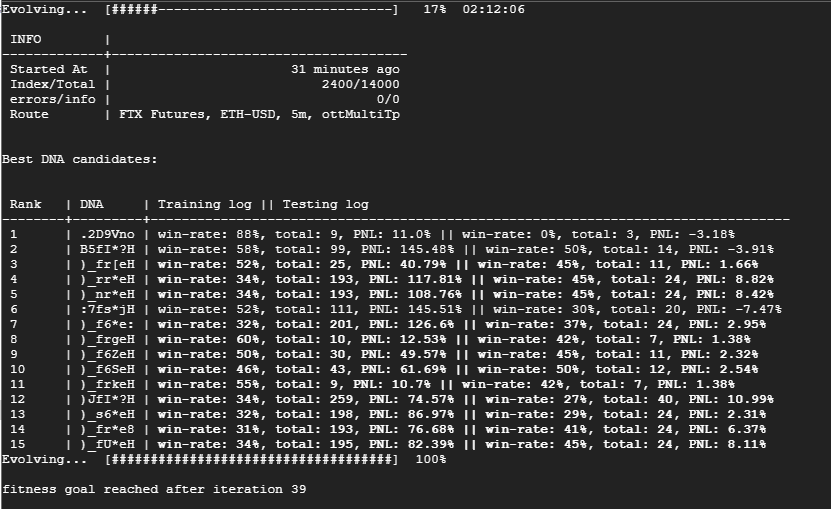 Evolving... [######------------------------------] 17% 02:12:06
INFO |
-------------+--------------------------------------
Started At | 31 minutes ago
Index/Total | 2400/14000
errors/info | 0/0
Route | FTX Futures, ETH-USD, 5m, ottMultiTp
Best DNA candidates:
Rank | DNA | Training log || Testing log
--------+---------+-----------------------------------------------------------------------------------
1 | .2D9Vno | win-rate: 88%, total: 9, PNL: 11.0% || win-rate: 0%, total: 3, PNL: -3.18%
2 | B5fI*?H | win-rate: 58%, total: 99, PNL: 145.48% || win-rate: 50%, total: 14, PNL: -3.91%
3 | )_fr[eH | win-rate: 52%, total: 25, PNL: 40.79% || win-rate: 45%, total: 11, PNL: 1.66%
4 | )_rr*eH | win-rate: 34%, total: 193, PNL: 117.81% || win-rate: 45%, total: 24, PNL: 8.82%
5 | )_nr*eH | win-rate: 34%, total: 193, PNL: 108.76% || win-rate: 45%, total: 24, PNL: 8.42%
6 | :7fs*jH | win-rate: 52%, total: 111, PNL: 145.51% || win-rate: 30%, total: 20, PNL: -7.47%
7 | )_f6*e: | win-rate: 32%, total: 201, PNL: 126.6% || win-rate: 37%, total: 24, PNL: 2.95%
8 | )_frgeH | win-rate: 60%, total: 10, PNL: 12.53% || win-rate: 42%, total: 7, PNL: 1.38%
9 | )_f6ZeH | win-rate: 50%, total: 30, PNL: 49.57% || win-rate: 45%, total: 11, PNL: 2.32%
10 | )_f6SeH | win-rate: 46%, total: 43, PNL: 61.69% || win-rate: 50%, total: 12, PNL: 2.54%
11 | )_frkeH | win-rate: 55%, total: 9, PNL: 10.7% || win-rate: 42%, total: 7, PNL: 1.38%
12 | )JfI*?H | win-rate: 34%, total: 259, PNL: 74.57% || win-rate: 27%, total: 40, PNL: 10.99%
13 | )_s6*eH | win-rate: 32%, total: 198, PNL: 86.97% || win-rate: 29%, total: 24, PNL: 2.31%
14 | )_fr*e8 | win-rate: 31%, total: 193, PNL: 76.68% || win-rate: 41%, total: 24, PNL: 6.37%
15 | )_fU*eH | win-rate: 34%, total: 195, PNL: 82.39% || win-rate: 45%, total: 24, PNL: 8.11%
Evolving... [####################################] 100%
fitness goal reached after iteration 39